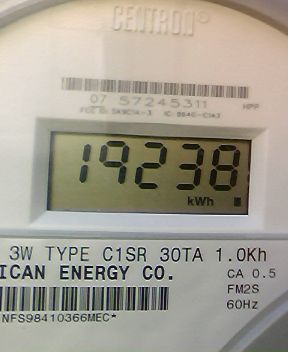 CENTRON®
07 57245311 HPP
19238
kWh
3W TYPE C1SR 30TA 1.0Kh
ICAN ENERGY CO.
CA 0.5
FM2S
60Hz
NFS98410366MEC*